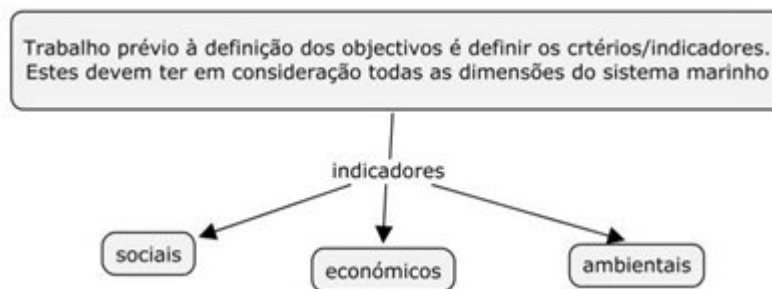 Trabalho prévio à definição dos objectivos é definir os crtérios/indicadores.
Estes devem ter em consideração todas as dimensões do sistema marinho
indicadores
sociais
económicos
ambientais